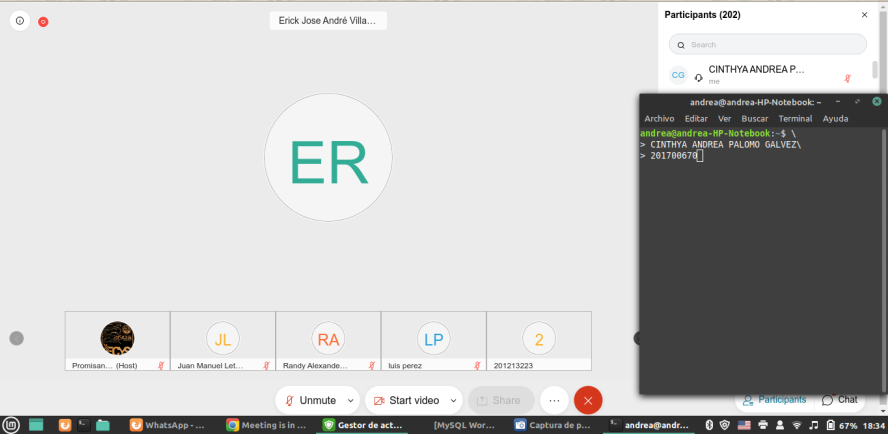 Erick Jose André Villa...
Participants (202)
Search
CG
CINTHYA ANDREA P...
me
ER
andrea@andrea-HP-Notebook: ~
Archivo Editar Ver Buscar Terminal Ayuda
andrea@andrea-HP-Notebook:~$ \
> CINTHYA ANDREA PALOMO GALVEZ\
> 201700670
JL
RA
LP
2
Promisan... (Host)
Juan Manuel Let...
Randy Alexande...
luis perez
201213223
Unmute
Start video
Share
Participants
Chat
WhatsApp - ...
Meeting is in ...
Gestor de act...
[MySQL Wor...
Captura de p...
andrea@andr...
67% 18:34